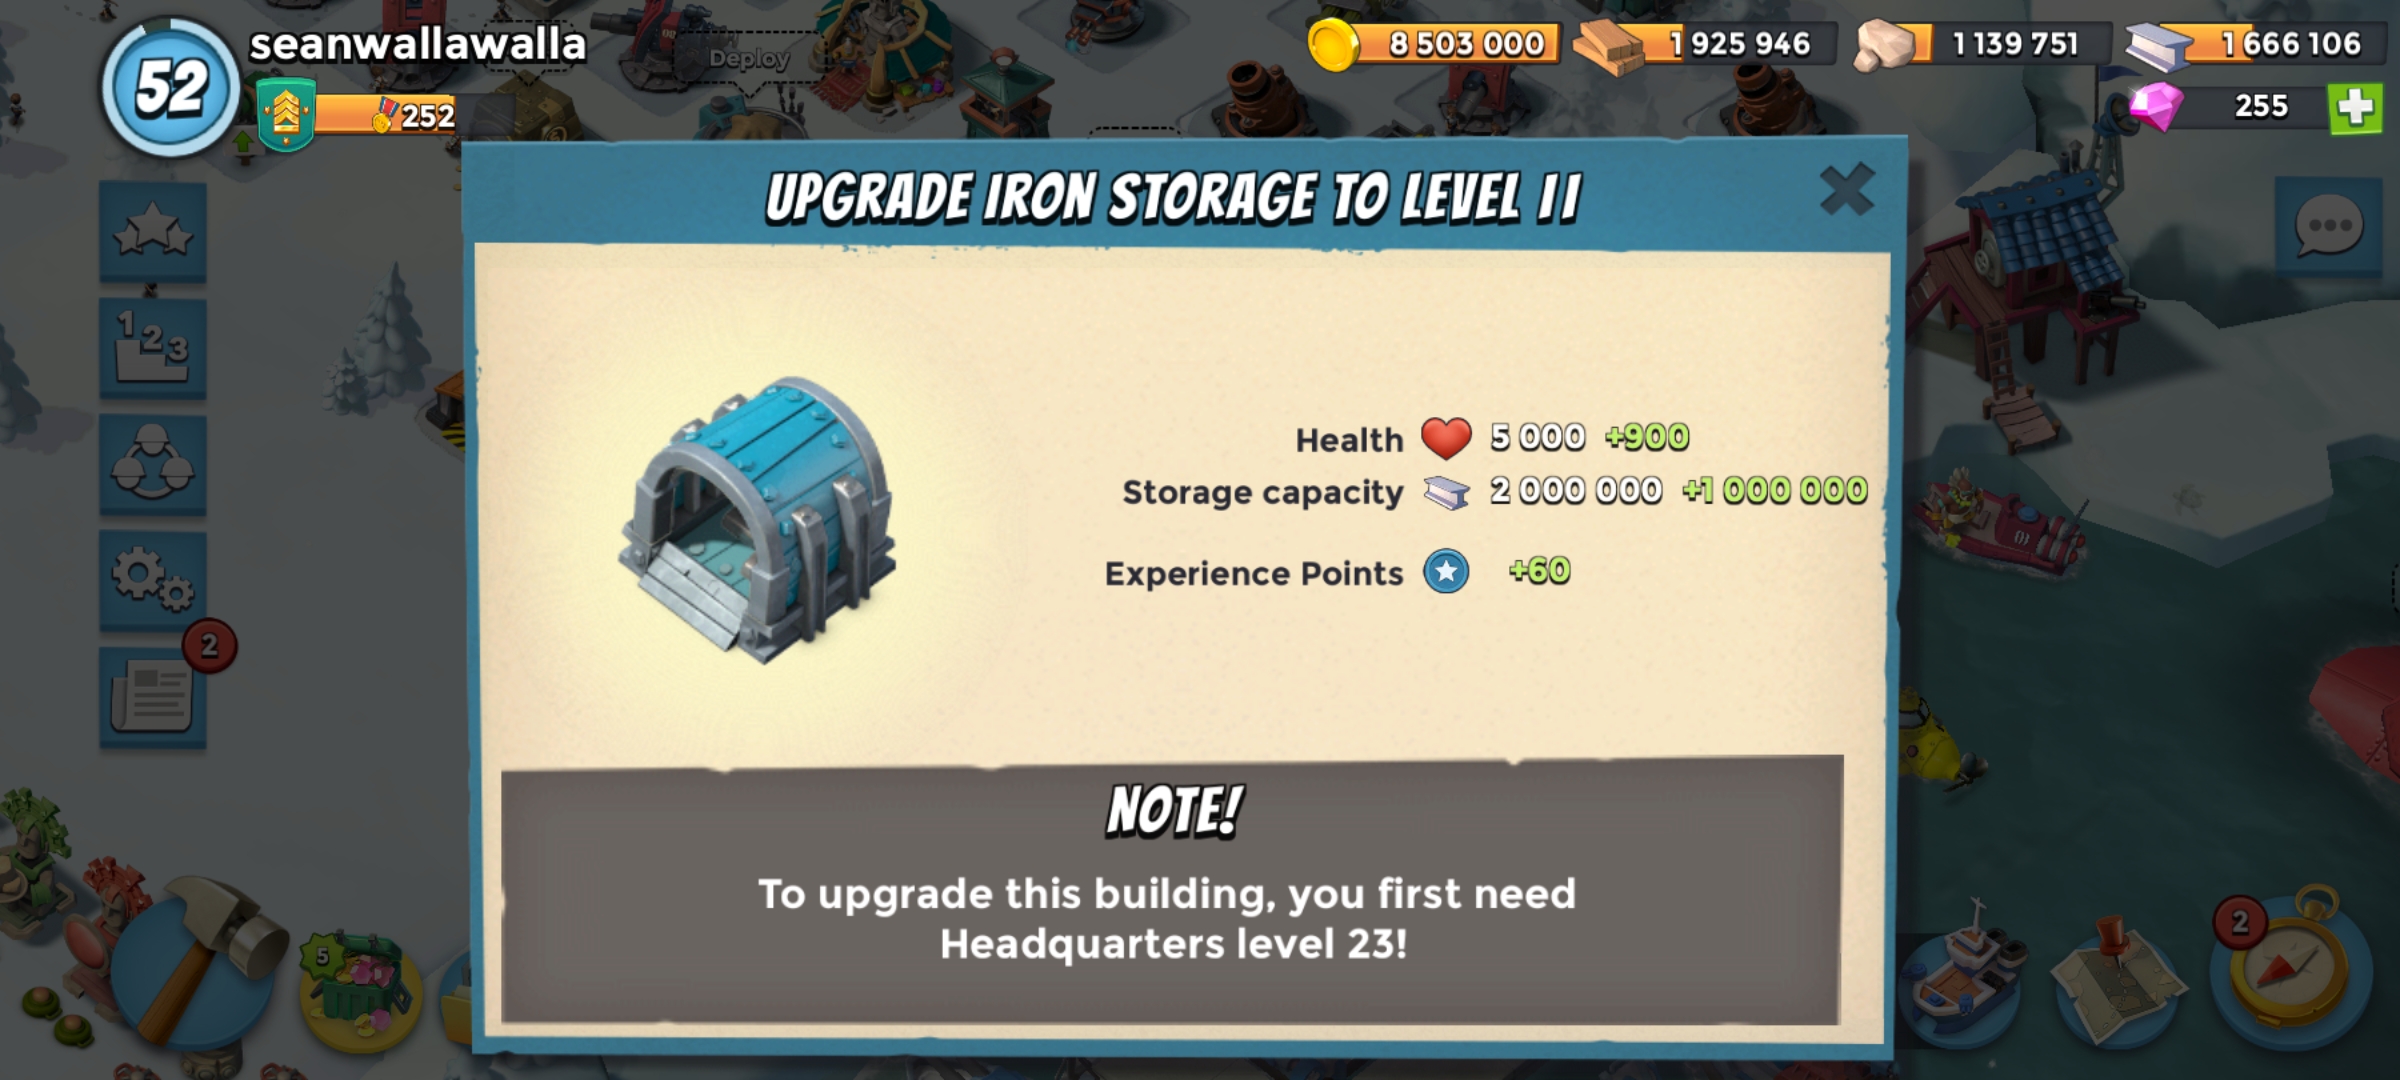 52
seanwallawalla
252
Deploy
8 503 000
1 925 946
1 139 751
1 666 106
255
UPGRADE IRON STORAGE TO LEVEL 11
1 2 3
Health 5 000 +900
Storage capacity 2 000 000 +1 000 000
Experience Points +60
2
NOTE!
To upgrade this building, you first need
Headquarters level 23!
5
2